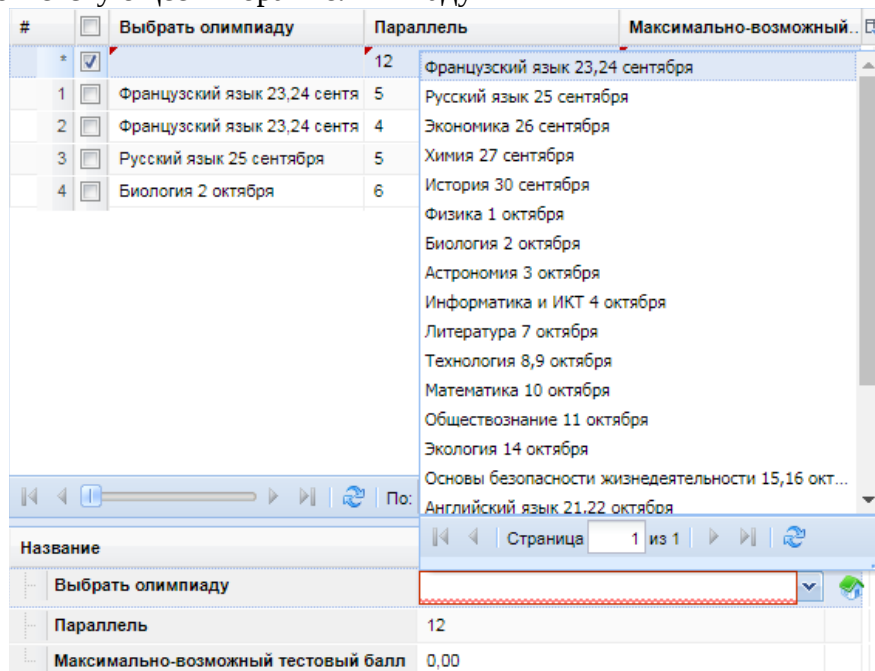 # Выбрать олимпиаду Параллель Максимально-возможный..
* 12
1 Французский язык 23,24 сентя 5
2 Французский язык 23,24 сентя 4
3 Русский язык 25 сентября 5
4 Биология 2 октября 6
Французский язык 23,24 сентября
Русский язык 25 сентября
Экономика 26 сентября
Химия 27 сентября
История 30 сентября
Физика 1 октября
Биология 2 октября
Астрономия 3 октября
Информатика и ИКТ 4 октября
Литература 7 октября
Технология 8,9 октября
Математика 10 октября
Обществознание 11 октября
Экология 14 октября
Основы безопасности жизнедеятельности 15,16 окт...
Английский язык 21,22 октября
Страница 1 из 1
По:
Название
Выбрать олимпиаду
Параллель 12
Максимально-возможный тестовый балл 0,00